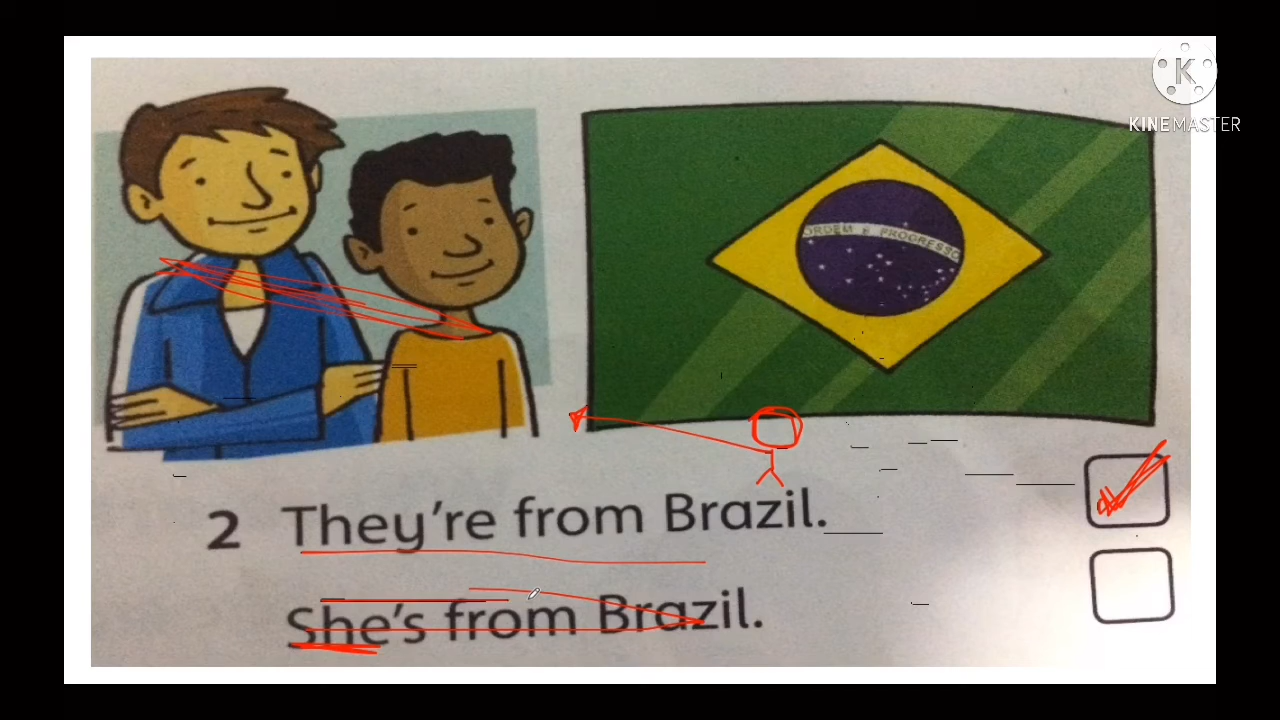 K
KINEMASTER
ORDEM E PROGRESSO
2 They're from Brazil.
She's from Brazil.